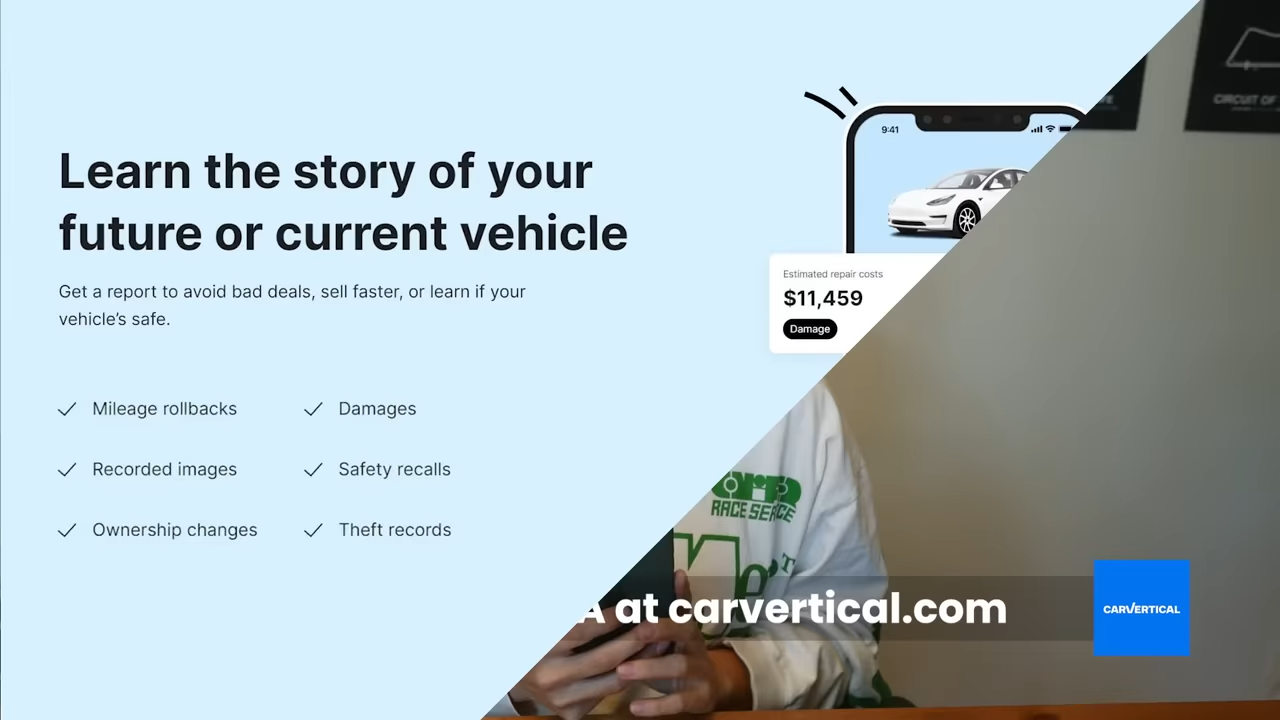 Learn the story of your
future or current vehicle
Get a report to avoid bad deals, sell faster, or learn if your
vehicle's safe.
Mileage rollbacks
Damages
Recorded images
Safety recalls
Ownership changes
Theft records
9:41
Estimated repair costs
$11,459
Damage
CIRCUIT OF
RACE SERVICE
A at carvertical.com
CARVERTICAL